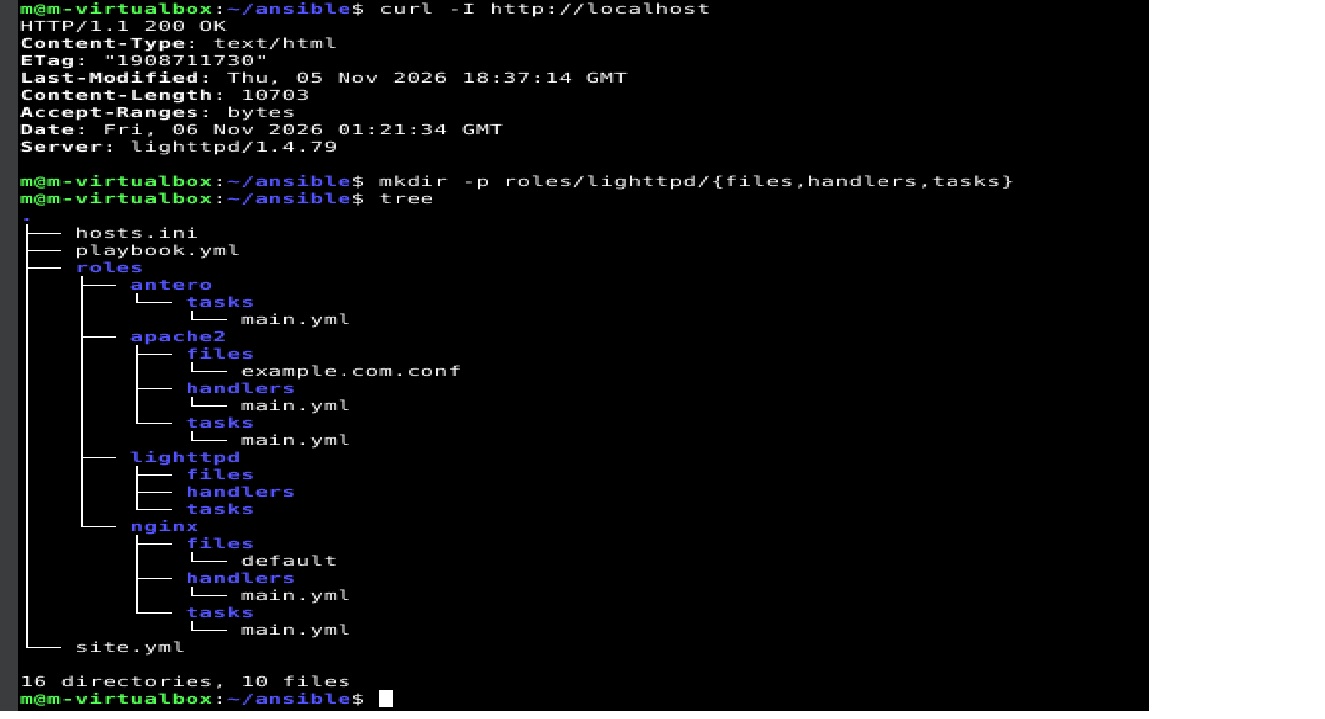 m@m-virtualbox:~/ansible$ curl -I http://localhost
HTTP/1.1 200 OK
Content-Type: text/html
ETag: "1908711730"
Last-Modified: Thu, 05 Nov 2026 18:37:14 GMT
Content-Length: 10703
Accept-Ranges: bytes
Date: Fri, 06 Nov 2026 01:21:34 GMT
Server: lighttpd/1.4.79
m@m-virtualbox:~/ansible$ mkdir -p roles/lighttpd/{files,handlers,tasks}
m@m-virtualbox:~/ansible$ tree
.
├── hosts.ini
├── playbook.yml
├── roles
│   ├── antero
│   │   └── tasks
│   │       └── main.yml
│   ├── apache2
│   │   ├── files
│   │   │   └── example.com.conf
│   │   ├── handlers
│   │   │   └── main.yml
│   │   └── tasks
│   │       └── main.yml
│   ├── lighttpd
│   │   ├── files
│   │   ├── handlers
│   │   └── tasks
│   └── nginx
│       ├── files
│       │   └── default
│       ├── handlers
│       │   └── main.yml
│       └── tasks
│           └── main.yml
└── site.yml
16 directories, 10 files
m@m-virtualbox:~/ansible$